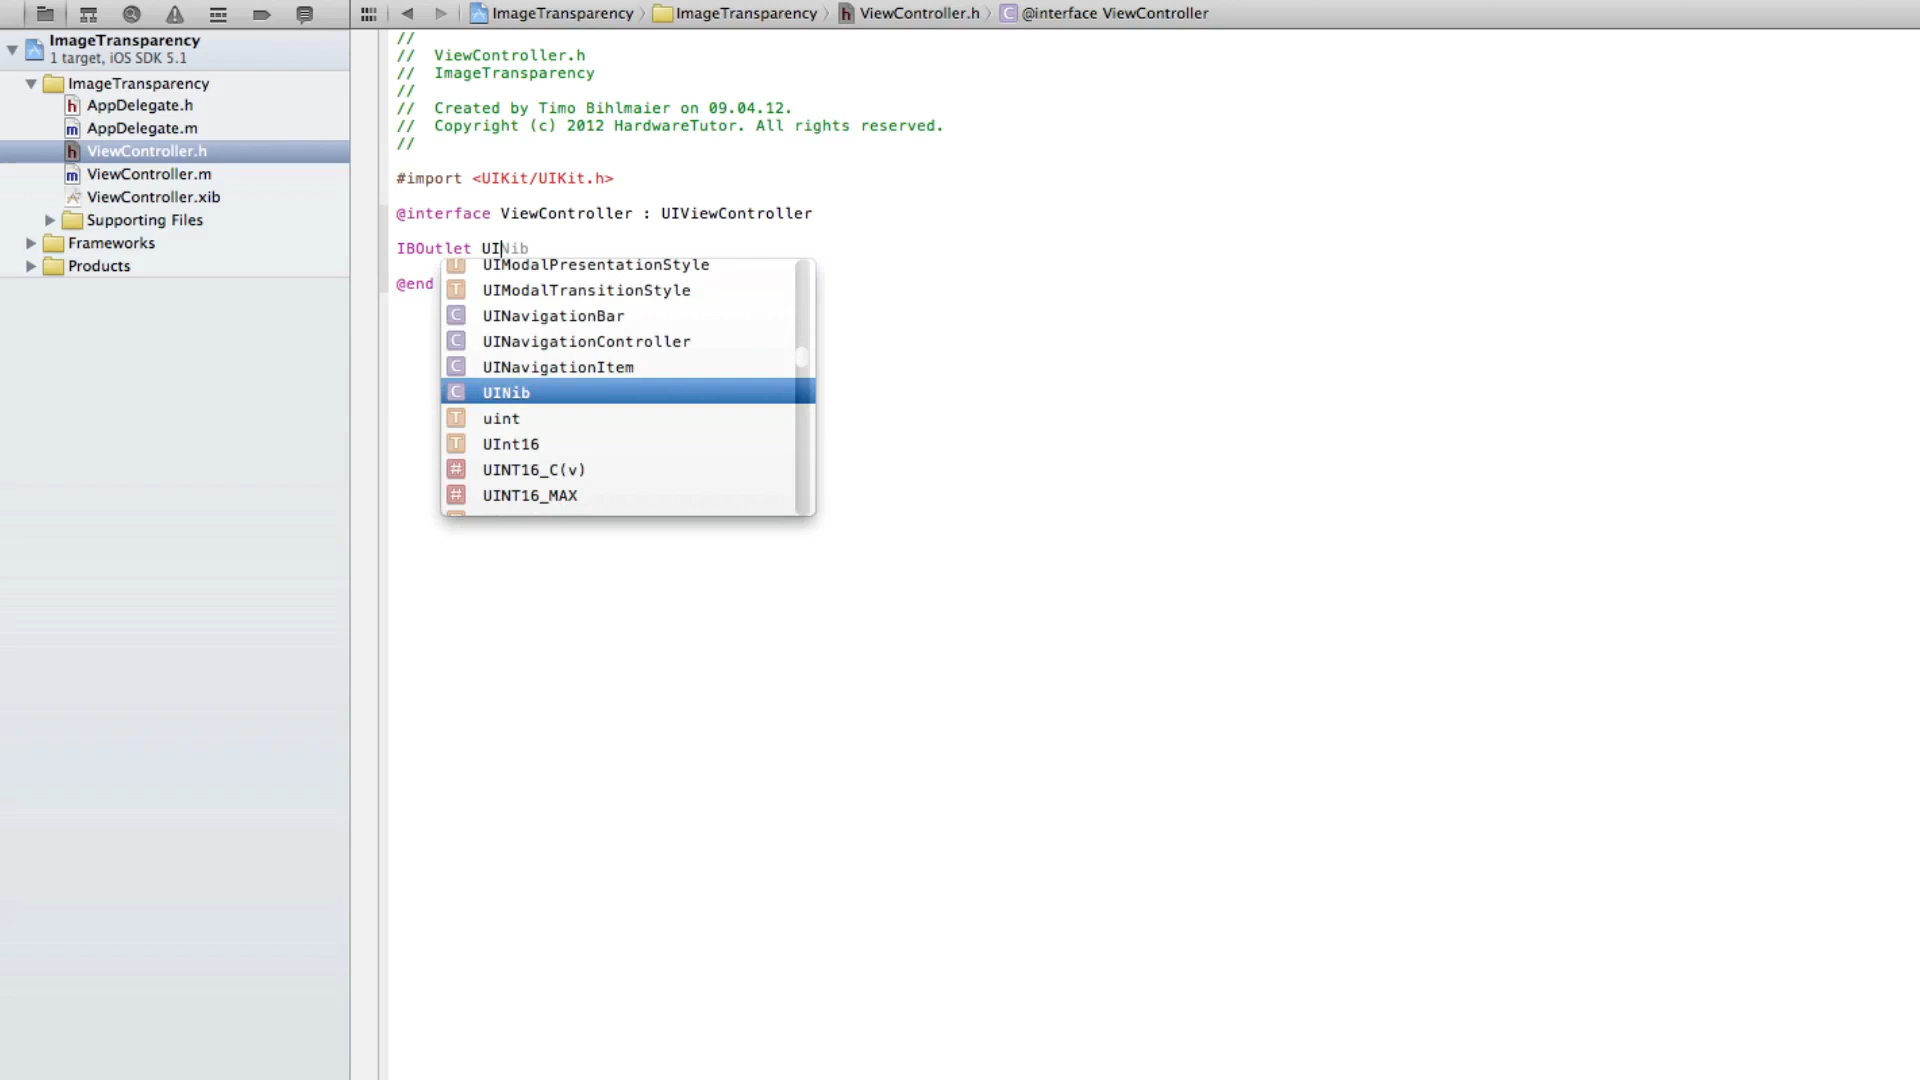 ImageTransparency
1 target, iOS SDK 5.1
ImageTransparency
AppDelegate.h
AppDelegate.m
ViewController.h
ViewController.m
ViewController.xib
Supporting Files
Frameworks
Products
ImageTransparency ImageTransparency ViewController.h @interface ViewController
//
// ViewController.h
// ImageTransparency
//
// Created by Timo Bihlmaier on 09.04.12.
// Copyright (c) 2012 HardwareTutor. All rights reserved.
//
#import <UIKit/UIKit.h>
@interface ViewController : UIViewController
IBOutlet UINib
@end
UIModalPresentationStyle
UIModalTransitionStyle
UINavigationBar
UINavigationController
UINavigationItem
UINib
uint
UInt16
UINT16_C(v)
UINT16_MAX